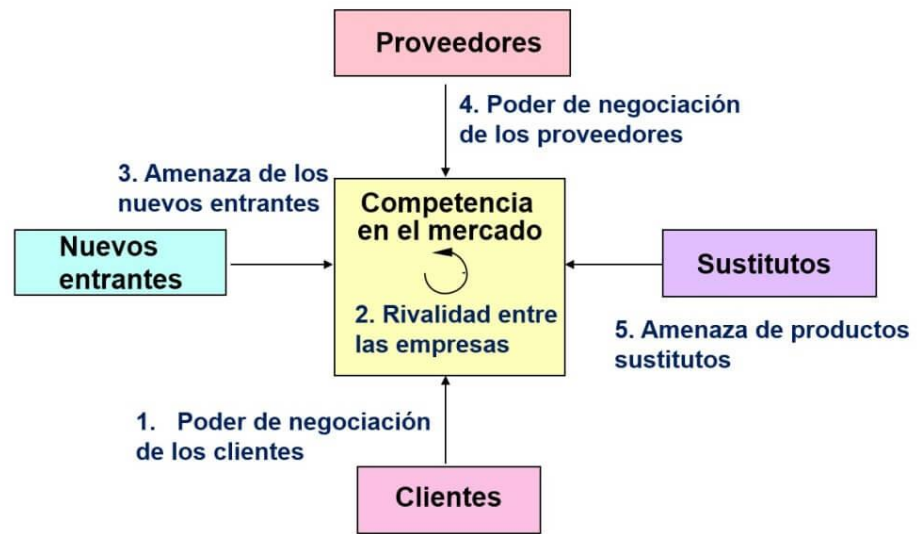 Proveedores
4. Poder de negociación
de los proveedores
3. Amenaza de los
nuevos entrantes
Competencia
en el mercado
Nuevos
entrantes
Sustitutos
2. Rivalidad entre
las empresas
5. Amenaza de productos
sustitutos
1. Poder de negociación
de los clientes
Clientes